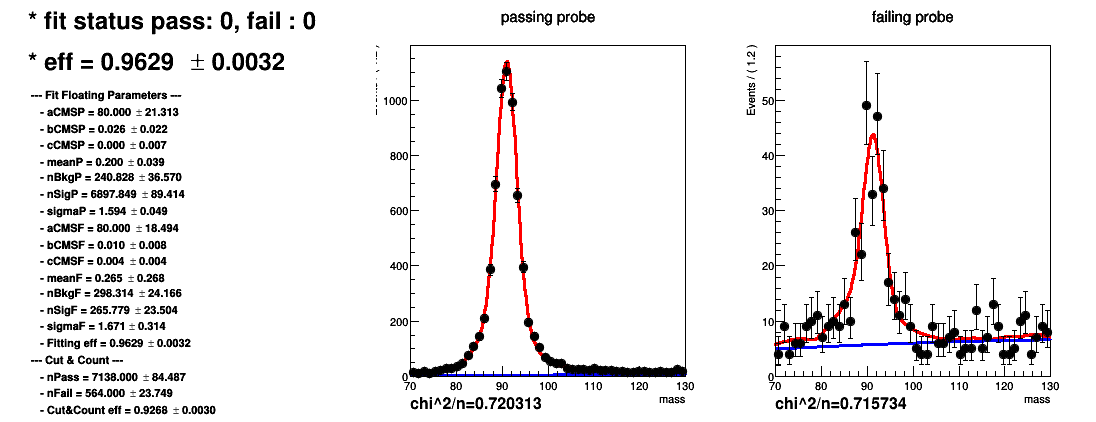 * fit status pass: 0, fail : 0
* eff = 0.9629 ± 0.0032
--- Fit Floating Parameters ---
- aCMSP = 80.000 ± 21.313
- bCMSP = 0.026 ± 0.022
- cCMSP = 0.000 ± 0.007
- meanP = 0.200 ± 0.039
- nBkgP = 240.828 ± 36.570
- nSigP = 6897.849 ± 89.414
- sigmaP = 1.594 ± 0.049
- aCMSF = 80.000 ± 18.494
- bCMSF = 0.010 ± 0.008
- cCMSF = 0.004 ± 0.004
- meanF = 0.265 ± 0.268
- nBkgF = 298.314 ± 24.166
- nSigF = 265.779 ± 23.504
- sigmaF = 1.671 ± 0.314
- Fitting eff = 0.9629 ± 0.0032
--- Cut & Count ---
- nPass = 7138.000 ± 84.487
- nFail = 564.000 ± 23.749
- Cut&Count eff = 0.9268 ± 0.0030
passing probe
1000
800
600
400
200
0
70 80 90 100 110 120 130
mass
chi^2/n=0.720313
failing probe
Events / ( 1.2 )
50
40
30
20
10
0
70 80 90 100 110 120 130
mass
chi^2/n=0.715734